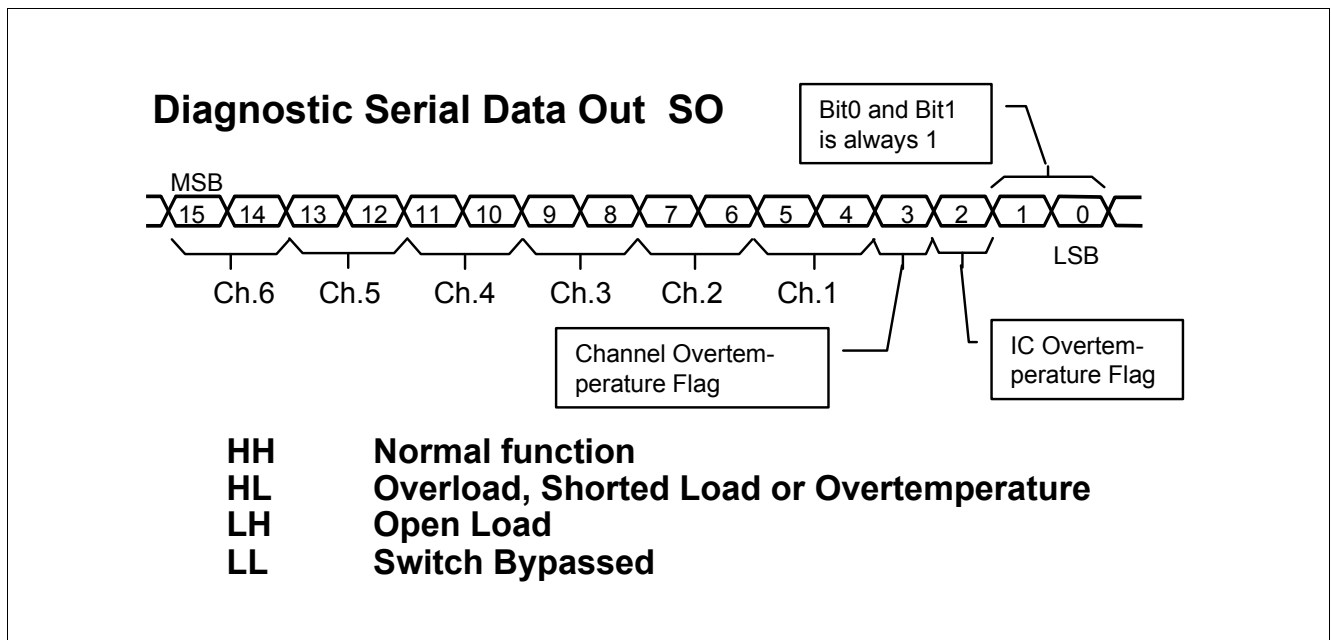 Diagnostic Serial Data Out SO
Bit0 and Bit1
is always 1
MSB
15 14 13 12 11 10 9 8 7 6 5 4 3 2 1 0
LSB
Ch.6 Ch.5 Ch.4 Ch.3 Ch.2 Ch.1
Channel Overtem-
perature Flag
IC Overtem-
perature Flag
HH Normal function
HL Overload, Shorted Load or Overtemperature
LH Open Load
LL Switch Bypassed